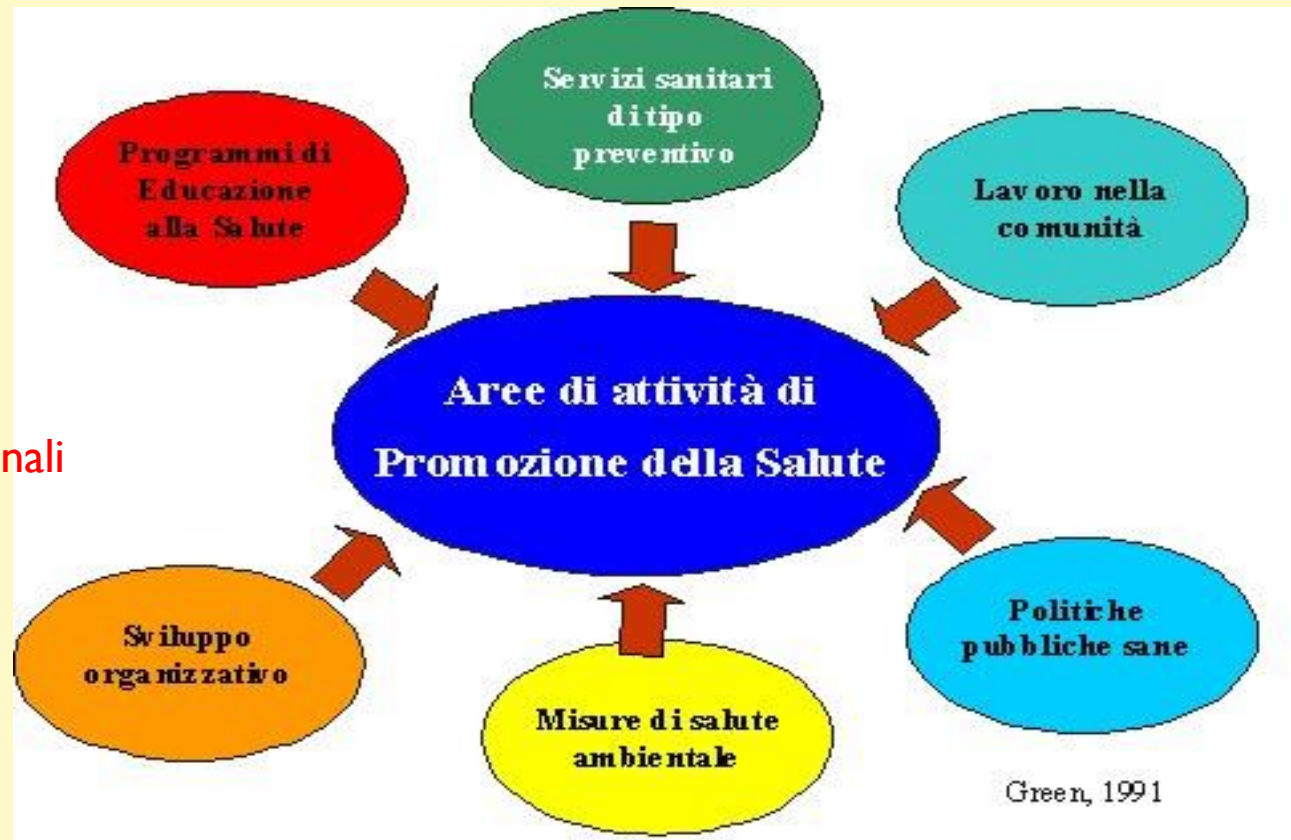 Servizi sanitari
di tipo
preventivo
Programmi di
Educazione
alla Salute
Lavoro nella
comunità
Aree di attività di
Promozione della Salute
nali
Sviluppo
organizzativo
Misure di salute
ambientale
Politiche
pubbliche sane
Green, 1991